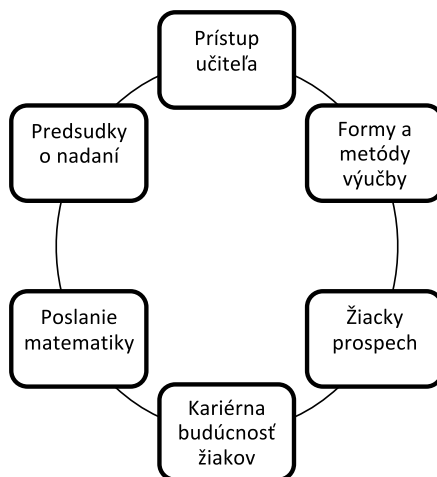 Prístup
učiteľa
Formy a
metódy
výučby
Žiacky
prospech
Kariérna
budúcnosť
žiakov
Poslanie
matematiky
Predsudky
o nadaní